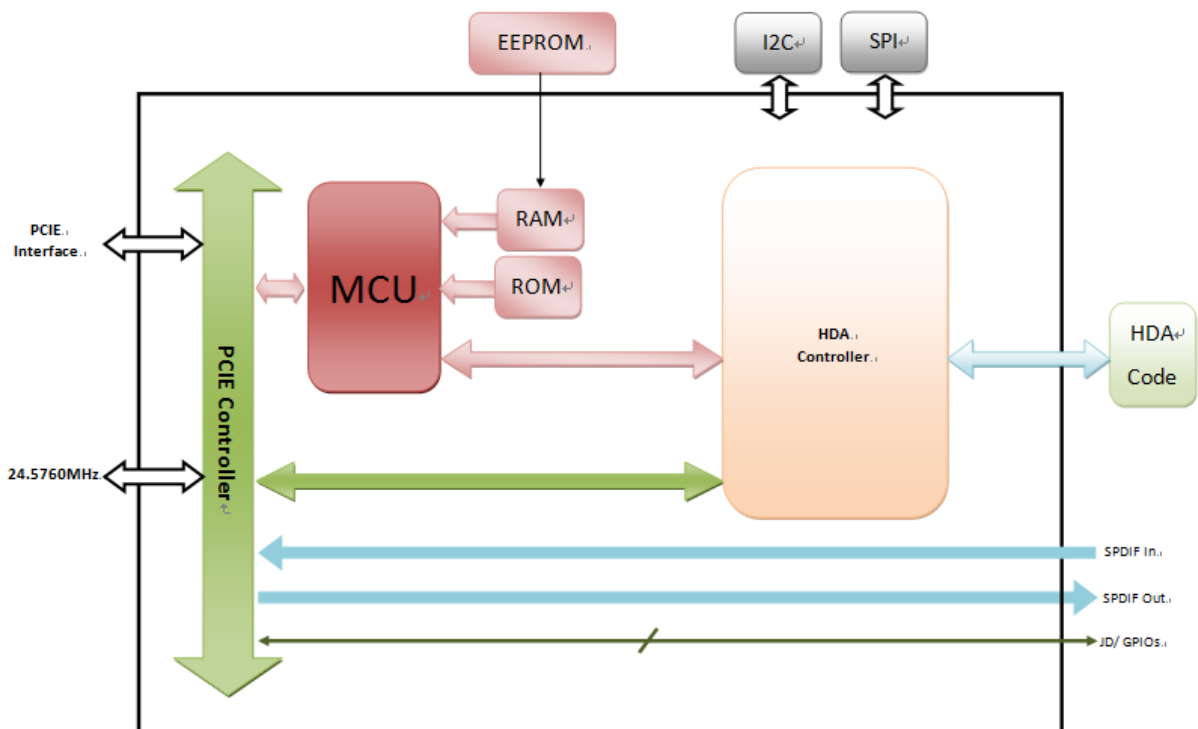 EEPROM
I2C
SPI
RAM
PCIE
Interface
MCU
ROM
HDA
Controller
HDA
Code
PCIE Controller
24.5760MHz
SPDIF In
SPDIF Out
JD/ GPIOs